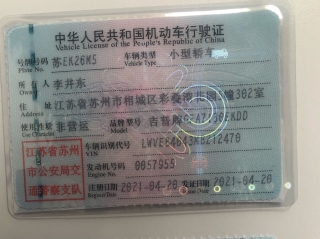 中华人民共和国机动车行驶证
Vehicle License of the People's Republic of China
号牌号码 苏EK26M5 车辆类型 小型轿车
Plate No. Vehicle Type
所有人 李井东
Owner
住址 江苏省苏州市相城区彩 302室
Address
使用性质 非营运 品牌型号
Use Character Model
江苏省苏州市公安局交通警察支队
车辆识别代号
VIN
发动机号码 0057959
Engine No.
注册日期 2021-04-20 发证日期 2021-04-20
Register Date Issue Date